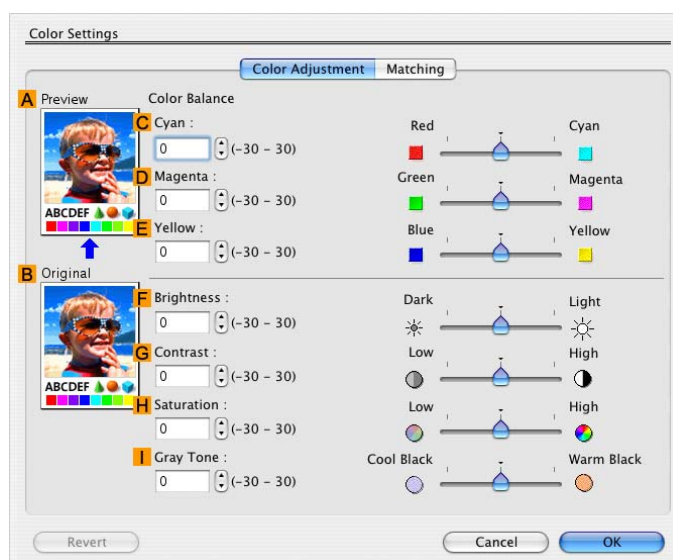 Color Settings
Color Adjustment Matching
A Preview
Color Balance
C Cyan :
0 (-30 - 30)
Red Cyan
D Magenta :
0 (-30 - 30)
Green Magenta
ABCDEF
E Yellow :
0 (-30 - 30)
Blue Yellow
B Original
F Brightness :
0 (-30 - 30)
Dark Light
G Contrast :
0 (-30 - 30)
Low High
ABCDEF
H Saturation :
0 (-30 - 30)
Low High
I Gray Tone :
0 (-30 - 30)
Cool Black Warm Black
Revert Cancel OK